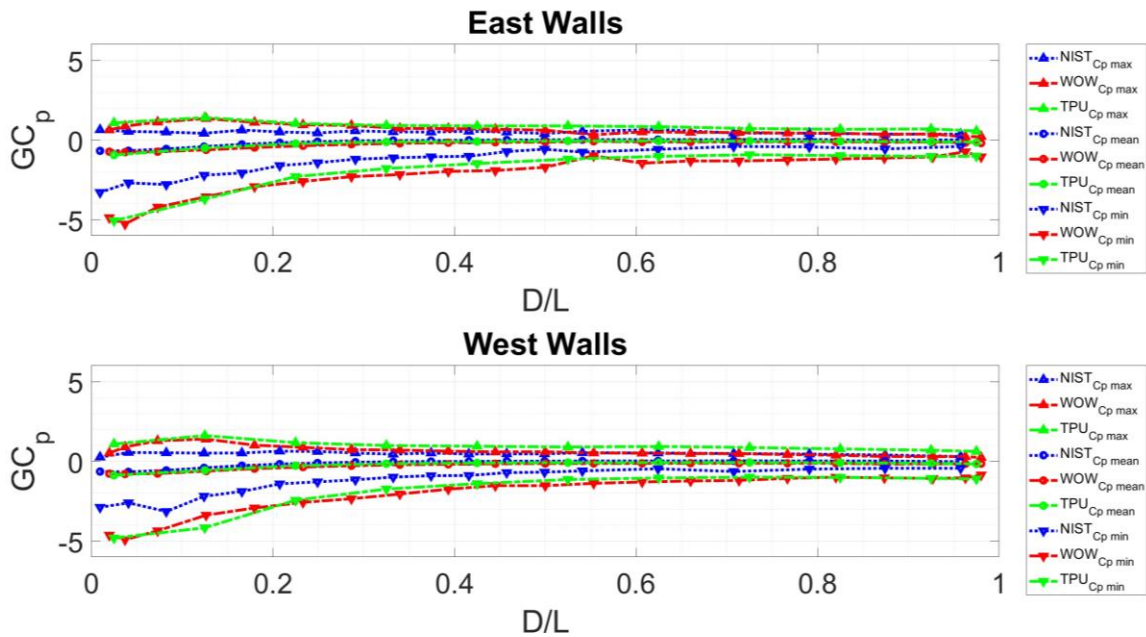 East Walls
GCp
5
0
-5
0
0.2
0.4
0.6
0.8
1
D/L
NISTCp max
WOWCp max
TPUCp max
NISTCp mean
WOWCp mean
TPUCp mean
NISTCp min
WOWCp min
TPUCp min
West Walls
GCp
5
0
-5
0
0.2
0.4
0.6
0.8
1
D/L
NISTCp max
WOWCp max
TPUCp max
NISTCp mean
WOWCp mean
TPUCp mean
NISTCp min
WOWCp min
TPUCp min